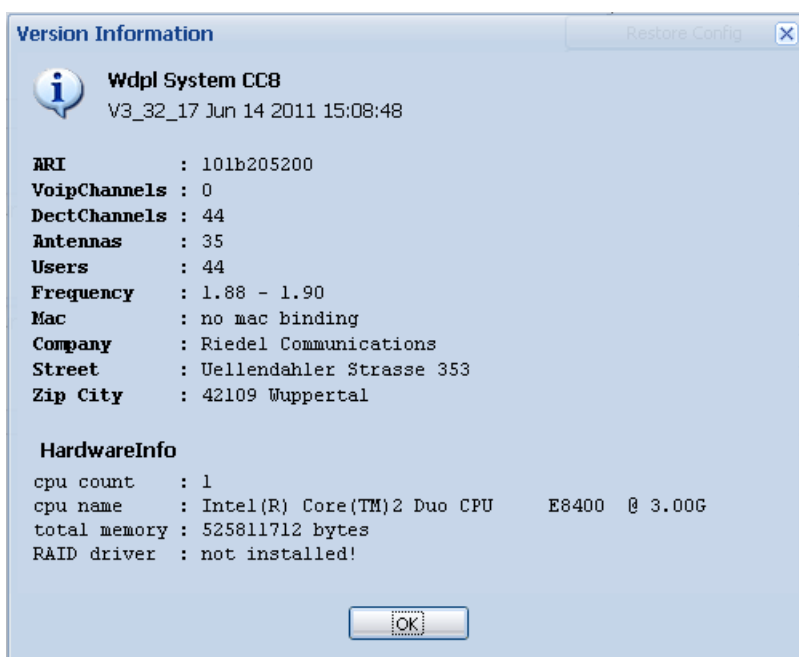 Version Information
Restore Config
Wdpl System CC8
V3_32_17 Jun 14 2011 15:08:48
ARI : 101b205200
VoipChannels : 0
DectChannels : 44
Antennas : 35
Users : 44
Frequency : 1.88 - 1.90
Mac : no mac binding
Company : Riedel Communications
Street : Uellendahler Strasse 353
Zip City : 42109 Wuppertal
HardwareInfo
cpu count : 1
cpu name : Intel(R) Core(TM)2 Duo CPU E8400 @ 3.00G
total memory : 525811712 bytes
RAID driver : not installed!
OK